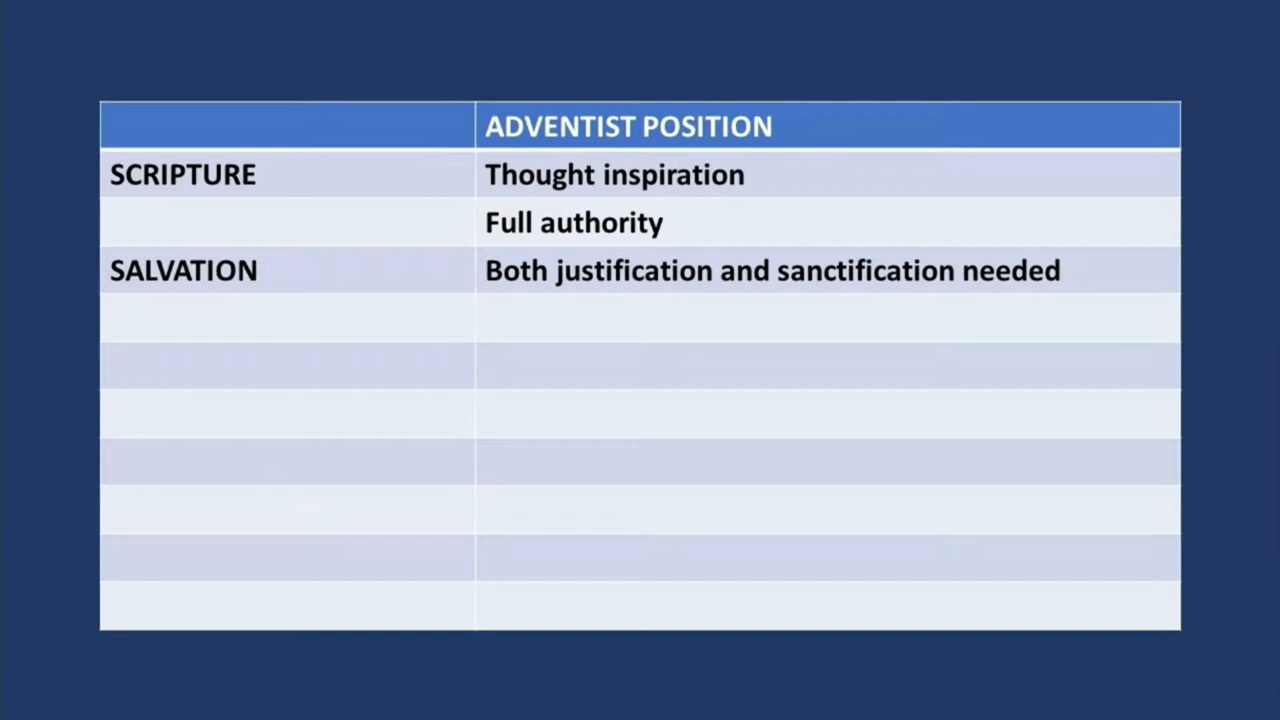 ADVENTIST POSITION
SCRIPTURE Thought inspiration
Full authority
SALVATION Both justification and sanctification needed